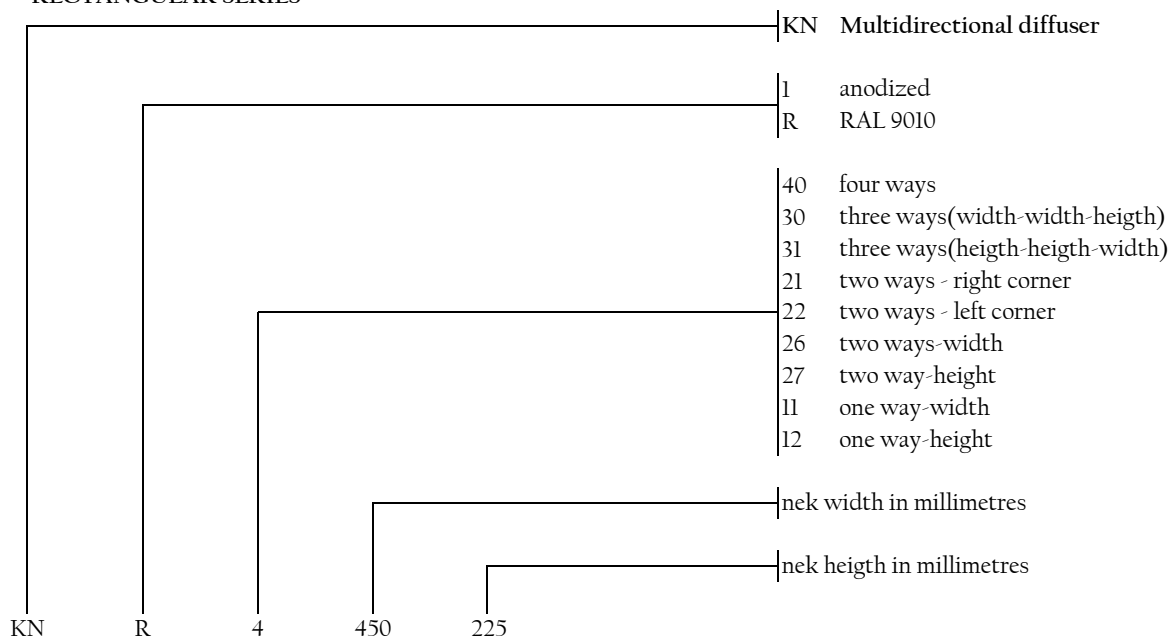 RECTANGULAR SERIES
KN Multidirectional diffuser
1 anodized
R RAL 9010
40 four ways
30 three ways(width-width-heigth)
31 three ways(heigth-heigth-width)
21 two ways - right corner
22 two ways - left corner
26 two ways-width
27 two way-height
11 one way-width
12 one way-height
nek width in millimetres
nek heigth in millimetres
KN R 4 450 225